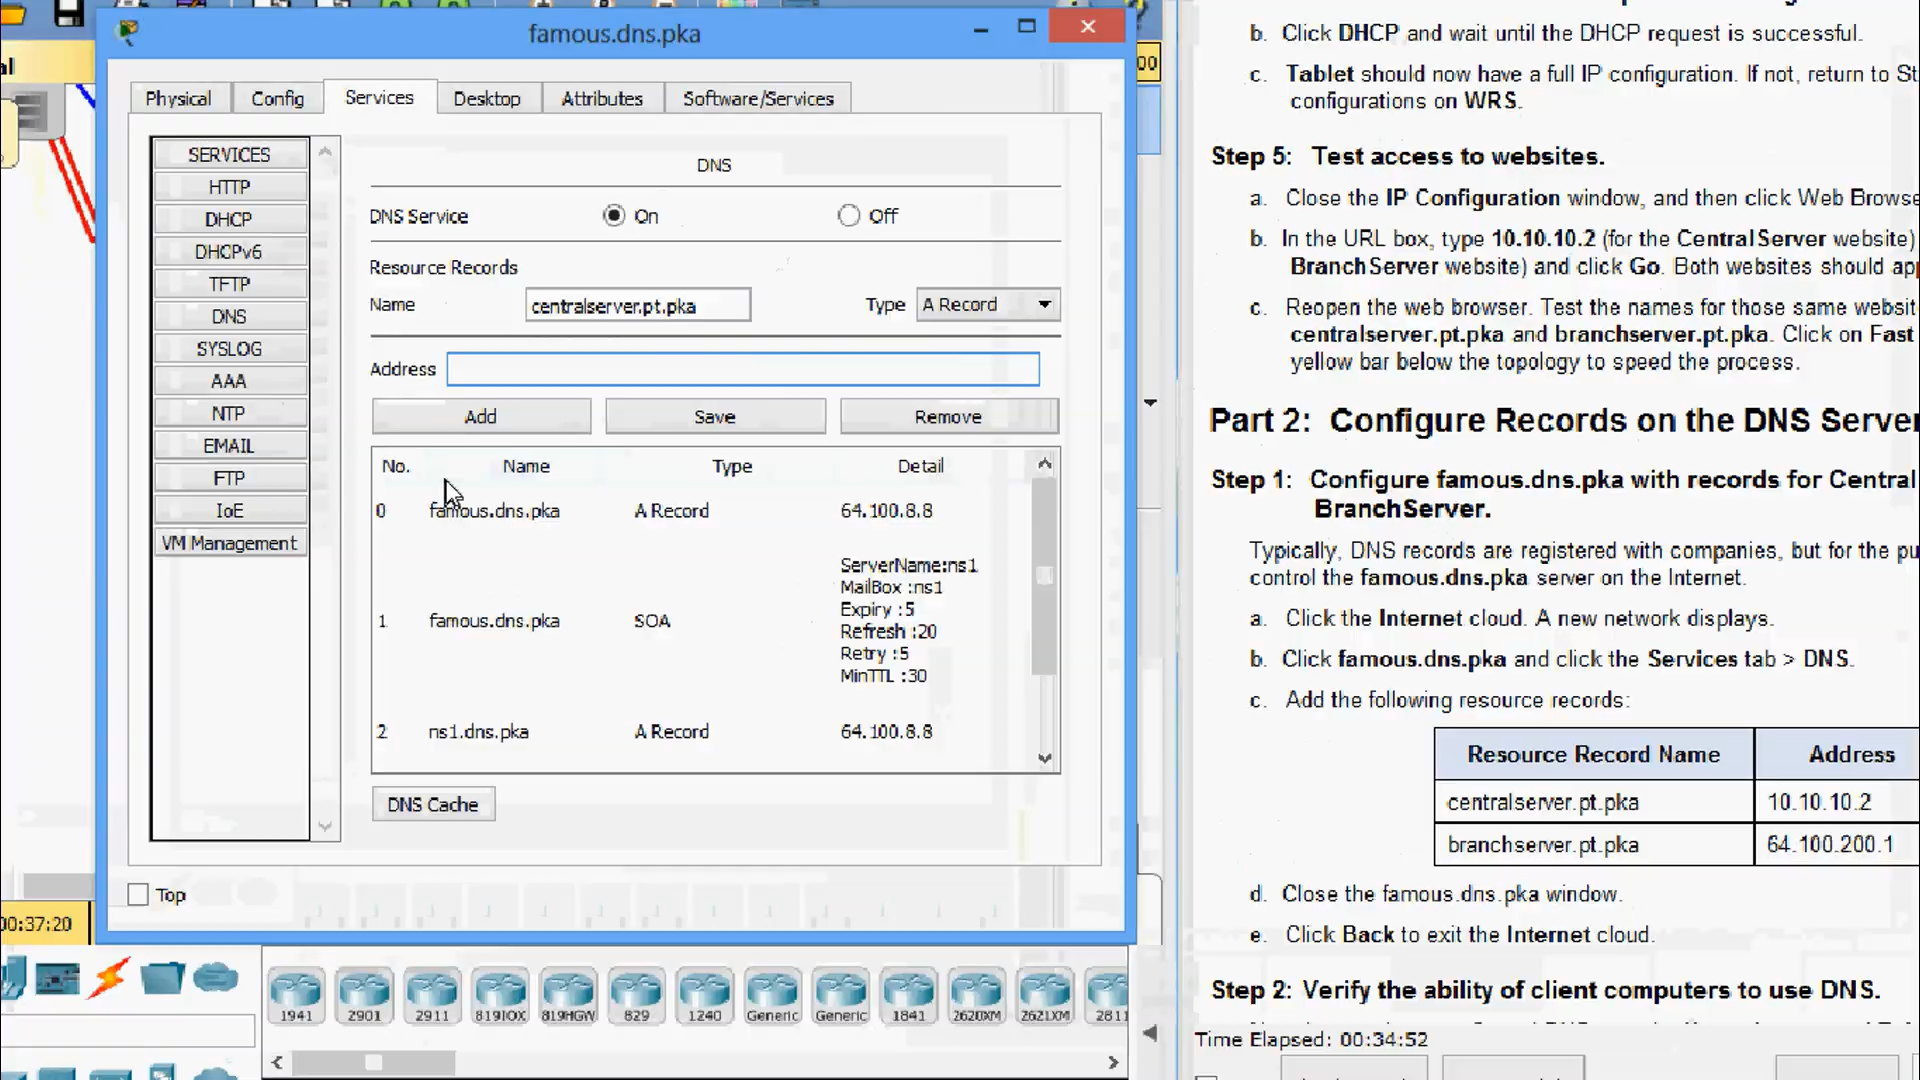 famous.dns.pka
al
00
Physical
Config
Services
Desktop
Attributes
Software/Services
SERVICES
HTTP
DHCP
DHCPv6
TFTP
DNS
SYSLOG
AAA
NTP
EMAIL
FTP
IoE
VM Management
DNS
DNS Service
On
Off
Resource Records
Name
centralserver.pt.pka
Type
A Record
Address
Add
Save
Remove
No.
Name
Type
Detail
0
famous.dns.pka
A Record
64.100.8.8
1
famous.dns.pka
SOA
ServerName:ns1
MailBox :ns1
Expiry :5
Refresh :20
Retry :5
MinTTL :30
2
ns1.dns.pka
A Record
64.100.8.8
DNS Cache
Top
00:37:20
1941
2901
2911
819IOX
819HGW
829
1240
Generic
Generic
1841
2620XM
2621XM
2811
b. Click DHCP and wait until the DHCP request is successful.
c. Tablet should now have a full IP configuration. If not, return to St
configurations on WRS.
Step 5: Test access to websites.
a. Close the IP Configuration window, and then click Web Browse
b. In the URL box, type 10.10.10.2 (for the CentralServer website)
BranchServer website) and click Go. Both websites should ap
c. Reopen the web browser. Test the names for those same websit
centralserver.pt.pka and branchserver.pt.pka. Click on Fast
yellow bar below the topology to speed the process.
Part 2: Configure Records on the DNS Server
Step 1: Configure famous.dns.pka with records for Central
BranchServer.
Typically, DNS records are registered with companies, but for the pu
control the famous.dns.pka server on the Internet.
a. Click the Internet cloud. A new network displays.
b. Click famous.dns.pka and click the Services tab > DNS.
c. Add the following resource records:
Resource Record Name
Address
centralserver.pt.pka
10.10.10.2
branchserver.pt.pka
64.100.200.1
d. Close the famous.dns.pka window.
e. Click Back to exit the Internet cloud.
Step 2: Verify the ability of client computers to use DNS.
Time Elapsed: 00:34:52